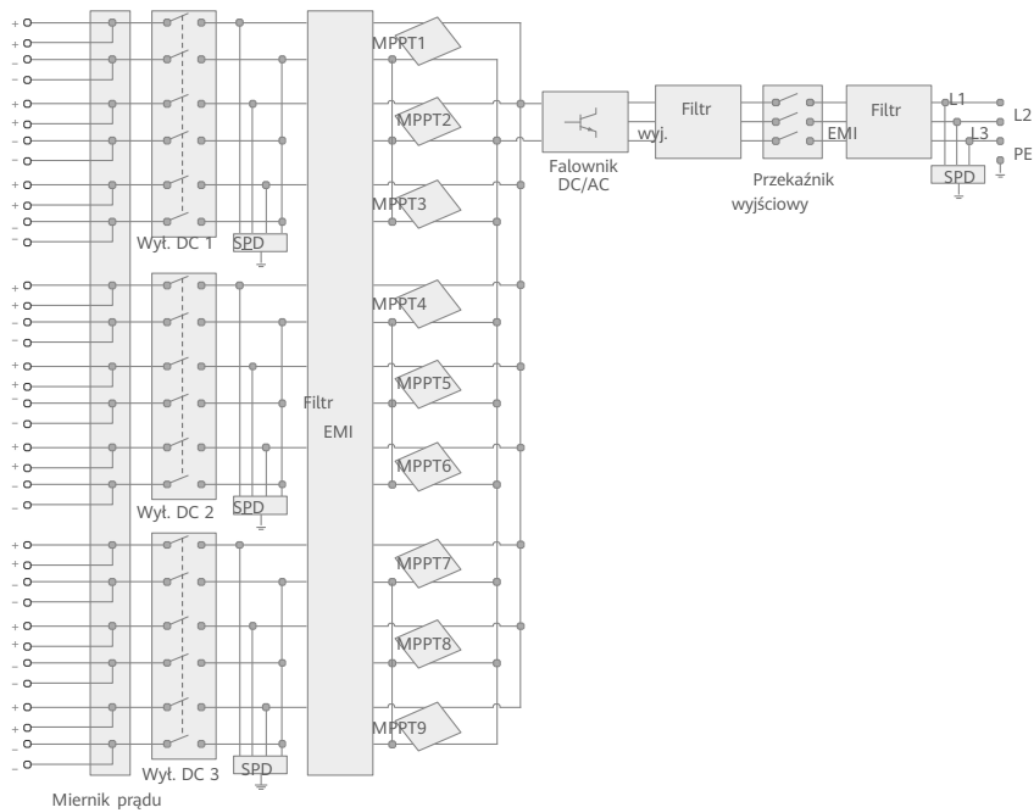 +
+
−
−
+
+
−
−
+
+
−
−
Wył. DC 1
SPD
+
+
−
−
+
+
−
−
+
+
−
−
Wył. DC 2
SPD
+
+
−
−
+
+
−
−
+
+
−
−
Wył. DC 3
SPD
Miernik prądu
Filtr
EMI
MPPT1
MPPT2
MPPT3
MPPT4
MPPT5
MPPT6
MPPT7
MPPT8
MPPT9
Falownik
DC/AC
Filtr
wyj.
Przekaźnik
wyjściowy
Filtr
EMI
L1
L2
L3
PE
SPD